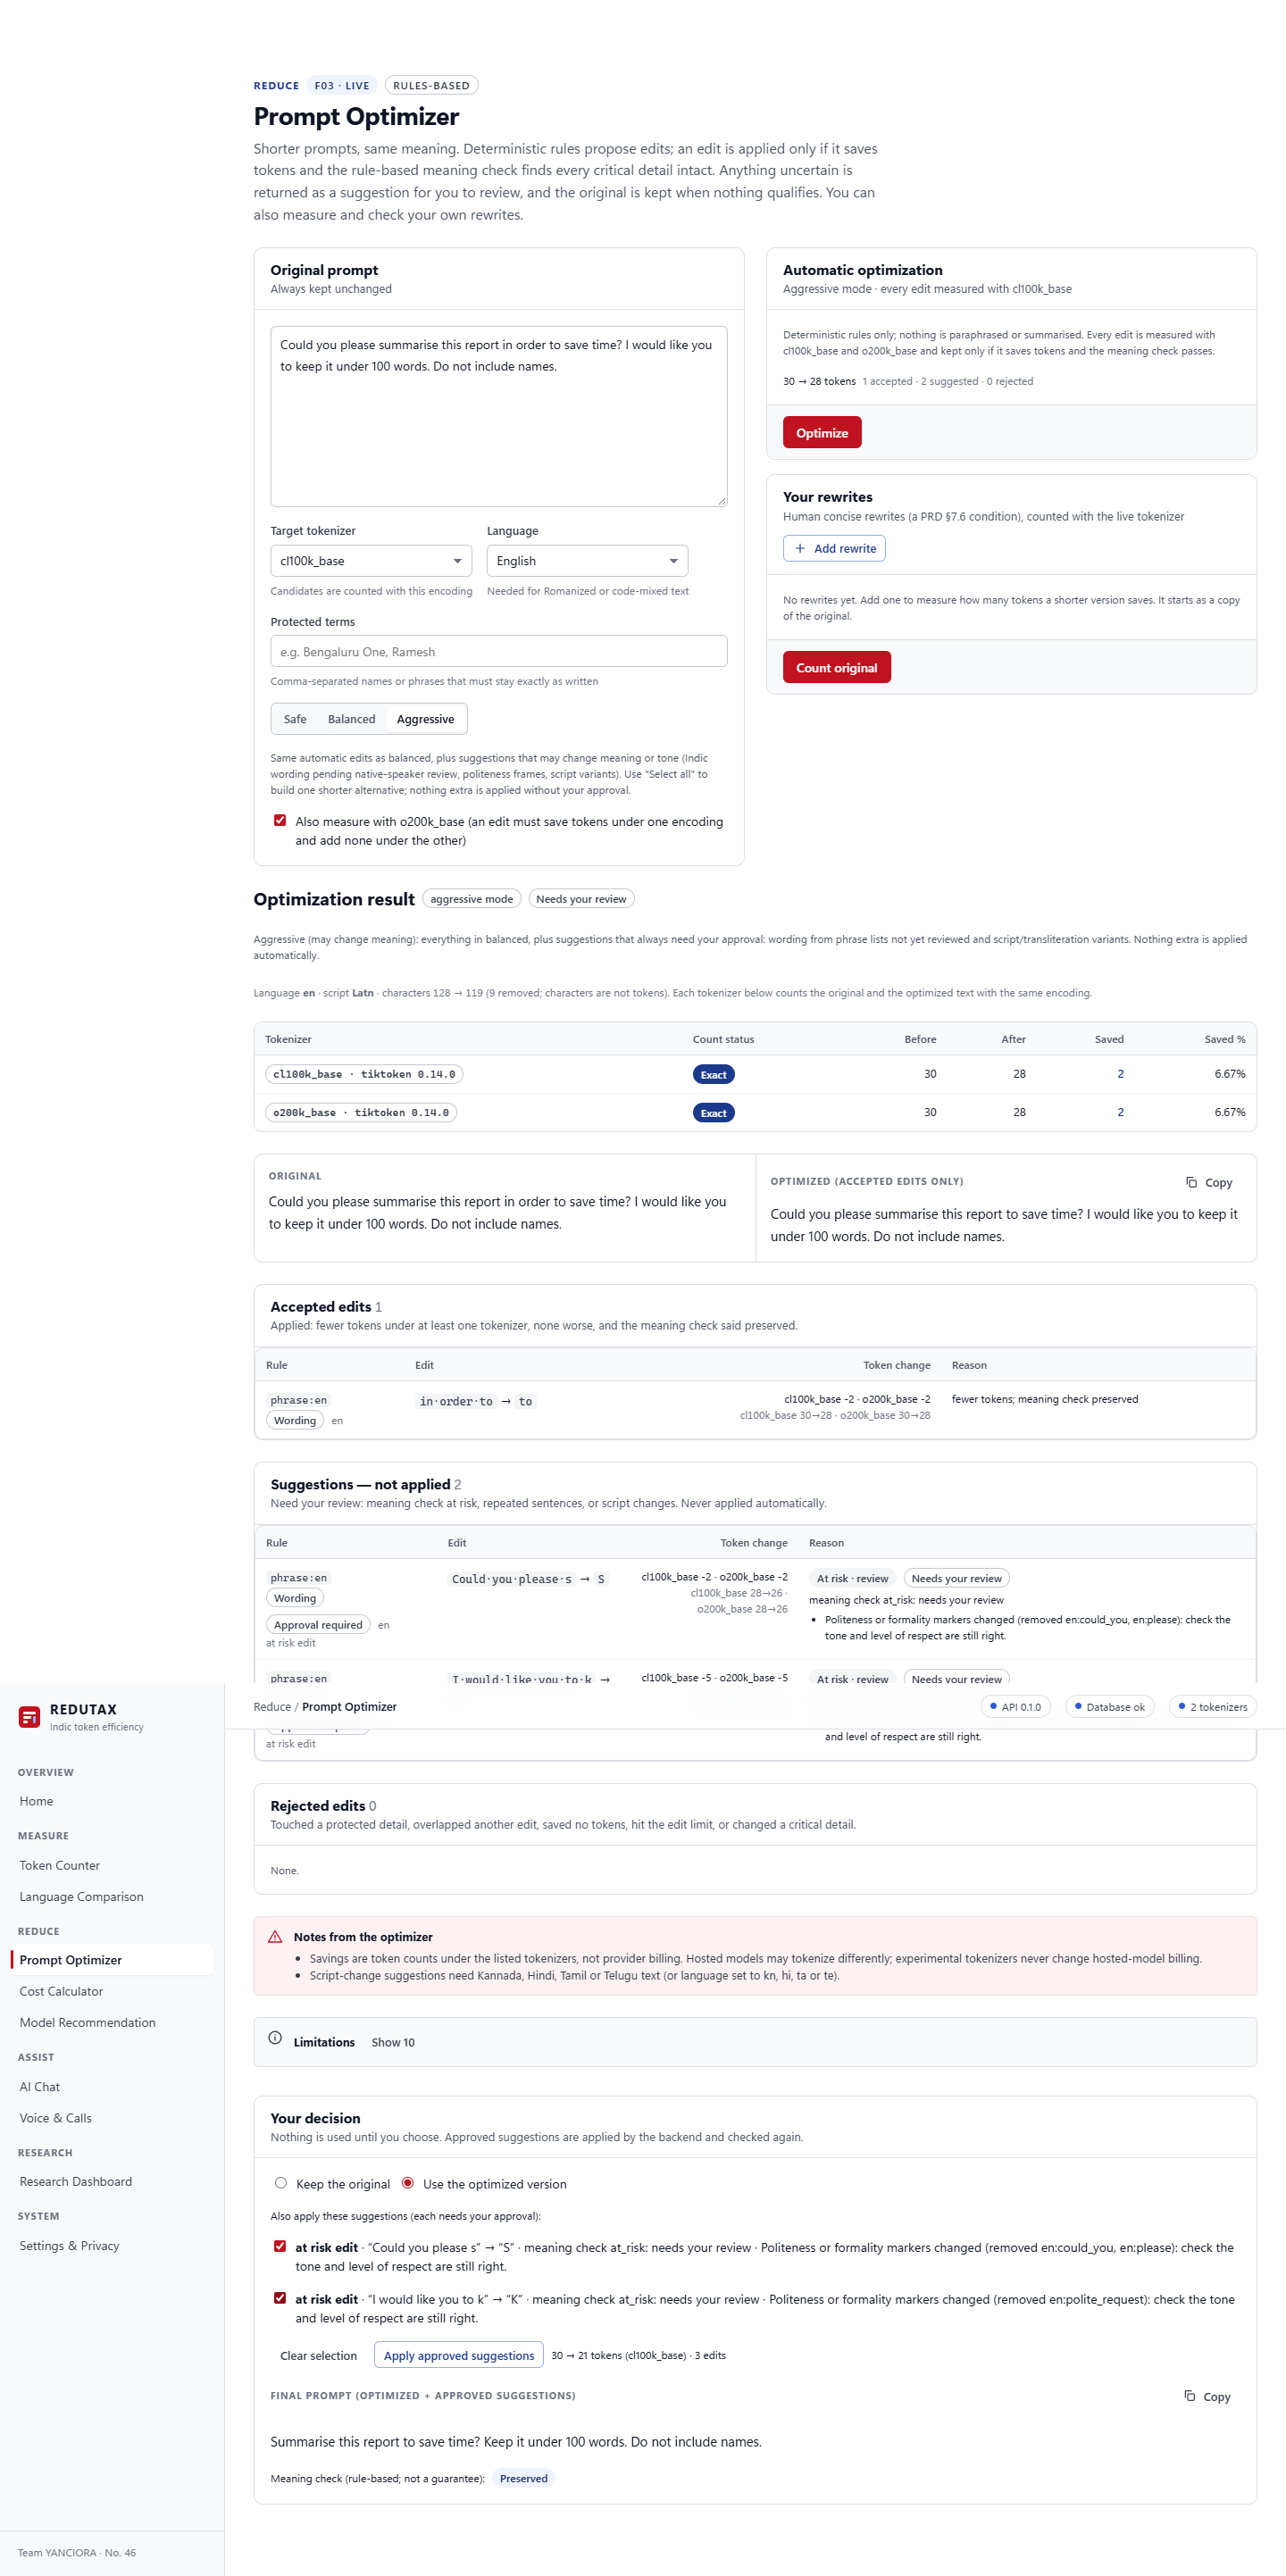 REDUCE F03 · LIVE RULES-BASED
Prompt Optimizer
Shorter prompts, same meaning. Deterministic rules propose edits; an edit is applied only if it saves
tokens and the rule-based meaning check finds every critical detail intact. Anything uncertain is
returned as a suggestion for you to review, and the original is kept when nothing qualifies. You can
also measure and check your own rewrites.
Original prompt
Always kept unchanged
Could you please summarise this report in order to save time? I would like you
to keep it under 100 words. Do not include names.
Target tokenizer Language
cl100k_base English
Candidates are counted with this encoding Needed for Romanized or code-mixed text
Protected terms
e.g. Bengaluru One, Ramesh
Comma-separated names or phrases that must stay exactly as written
Safe Balanced Aggressive
Same automatic edits as balanced, plus suggestions that may change meaning or tone (Indic
wording pending native-speaker review, politeness frames, script variants). Use "Select all" to
build one shorter alternative; nothing extra is applied without your approval.
Also measure with o200k_base (an edit must save tokens under one encoding
and add none under the other)
Automatic optimization
Aggressive mode · every edit measured with cl100k_base
Deterministic rules only; nothing is paraphrased or summarised. Every edit is measured with
cl100k_base and o200k_base and kept only if it saves tokens and the meaning check passes.
30 → 28 tokens 1 accepted · 2 suggested · 0 rejected
Optimize
Your rewrites
Human concise rewrites (a PRD §7.6 condition), counted with the live tokenizer
+ Add rewrite
No rewrites yet. Add one to measure how many tokens a shorter version saves. It starts as a copy
of the original.
Count original
Optimization result aggressive mode Needs your review
Aggressive (may change meaning): everything in balanced, plus suggestions that always need your approval: wording from phrase lists not yet reviewed and script/transliteration variants. Nothing extra is applied
automatically.
Language en · script Latn · characters 128 → 119 (9 removed; characters are not tokens). Each tokenizer below counts the original and the optimized text with the same encoding.
Tokenizer Count status Before After Saved Saved %
cl100k_base · tiktoken 0.14.0 Exact 30 28 2 6.67%
o200k_base · tiktoken 0.14.0 Exact 30 28 2 6.67%
ORIGINAL
Could you please summarise this report in order to save time? I would like you
to keep it under 100 words. Do not include names.
OPTIMIZED (ACCEPTED EDITS ONLY) Copy
Could you please summarise this report to save time? I would like you to keep it
under 100 words. Do not include names.
Accepted edits 1
Applied: fewer tokens under at least one tokenizer, none worse, and the meaning check said preserved.
Rule Edit Token change Reason
phrase:en in·order·to → to cl100k_base -2 · o200k_base -2 fewer tokens; meaning check preserved
Wording en cl100k_base 30→28 · o200k_base 30→28
Suggestions — not applied 2
Need your review: meaning check at risk, repeated sentences, or script changes. Never applied automatically.
Rule Edit Token change Reason
phrase:en Could·you·please·s → S cl100k_base -2 · o200k_base -2 At risk · review Needs your review
Wording cl100k_base 28→26 · meaning check at_risk: needs your review
Approval required en o200k_base 28→26 Politeness or formality markers changed (removed en:could_you, en:please): check the
at risk edit tone and level of respect are still right.
phrase:en I·would·like·you·to·k → cl100k_base -5 · o200k_base -5 At risk · review Needs your review
REDUTAX
Indic token efficiency
Reduce / Prompt Optimizer API 0.1.0 Database ok 2 tokenizers
at risk edit and level of respect are still right.
OVERVIEW
Home
MEASURE
Token Counter
Language Comparison
REDUCE
Prompt Optimizer
Cost Calculator
Model Recommendation
ASSIST
AI Chat
Voice & Calls
RESEARCH
Research Dashboard
SYSTEM
Settings & Privacy
Team YANCIORA · No. 46
Rejected edits 0
Touched a protected detail, overlapped another edit, saved no tokens, hit the edit limit, or changed a critical detail.
None.
Notes from the optimizer
Savings are token counts under the listed tokenizers, not provider billing. Hosted models may tokenize differently; experimental tokenizers never change hosted-model billing.
Script-change suggestions need Kannada, Hindi, Tamil or Telugu text (or language set to kn, hi, ta or te).
Limitations Show 10
Your decision
Nothing is used until you choose. Approved suggestions are applied by the backend and checked again.
Keep the original Use the optimized version
Also apply these suggestions (each needs your approval):
at risk edit · “Could you please s” → “S” · meaning check at_risk: needs your review · Politeness or formality markers changed (removed en:could_you, en:please): check the
tone and level of respect are still right.
at risk edit · “I would like you to k” → “K” · meaning check at_risk: needs your review · Politeness or formality markers changed (removed en:polite_request): check the tone
and level of respect are still right.
Clear selection Apply approved suggestions 30 → 21 tokens (cl100k_base) · 3 edits
FINAL PROMPT (OPTIMIZED + APPROVED SUGGESTIONS) Copy
Summarise this report to save time? Keep it under 100 words. Do not include names.
Meaning check (rule-based; not a guarantee): Preserved